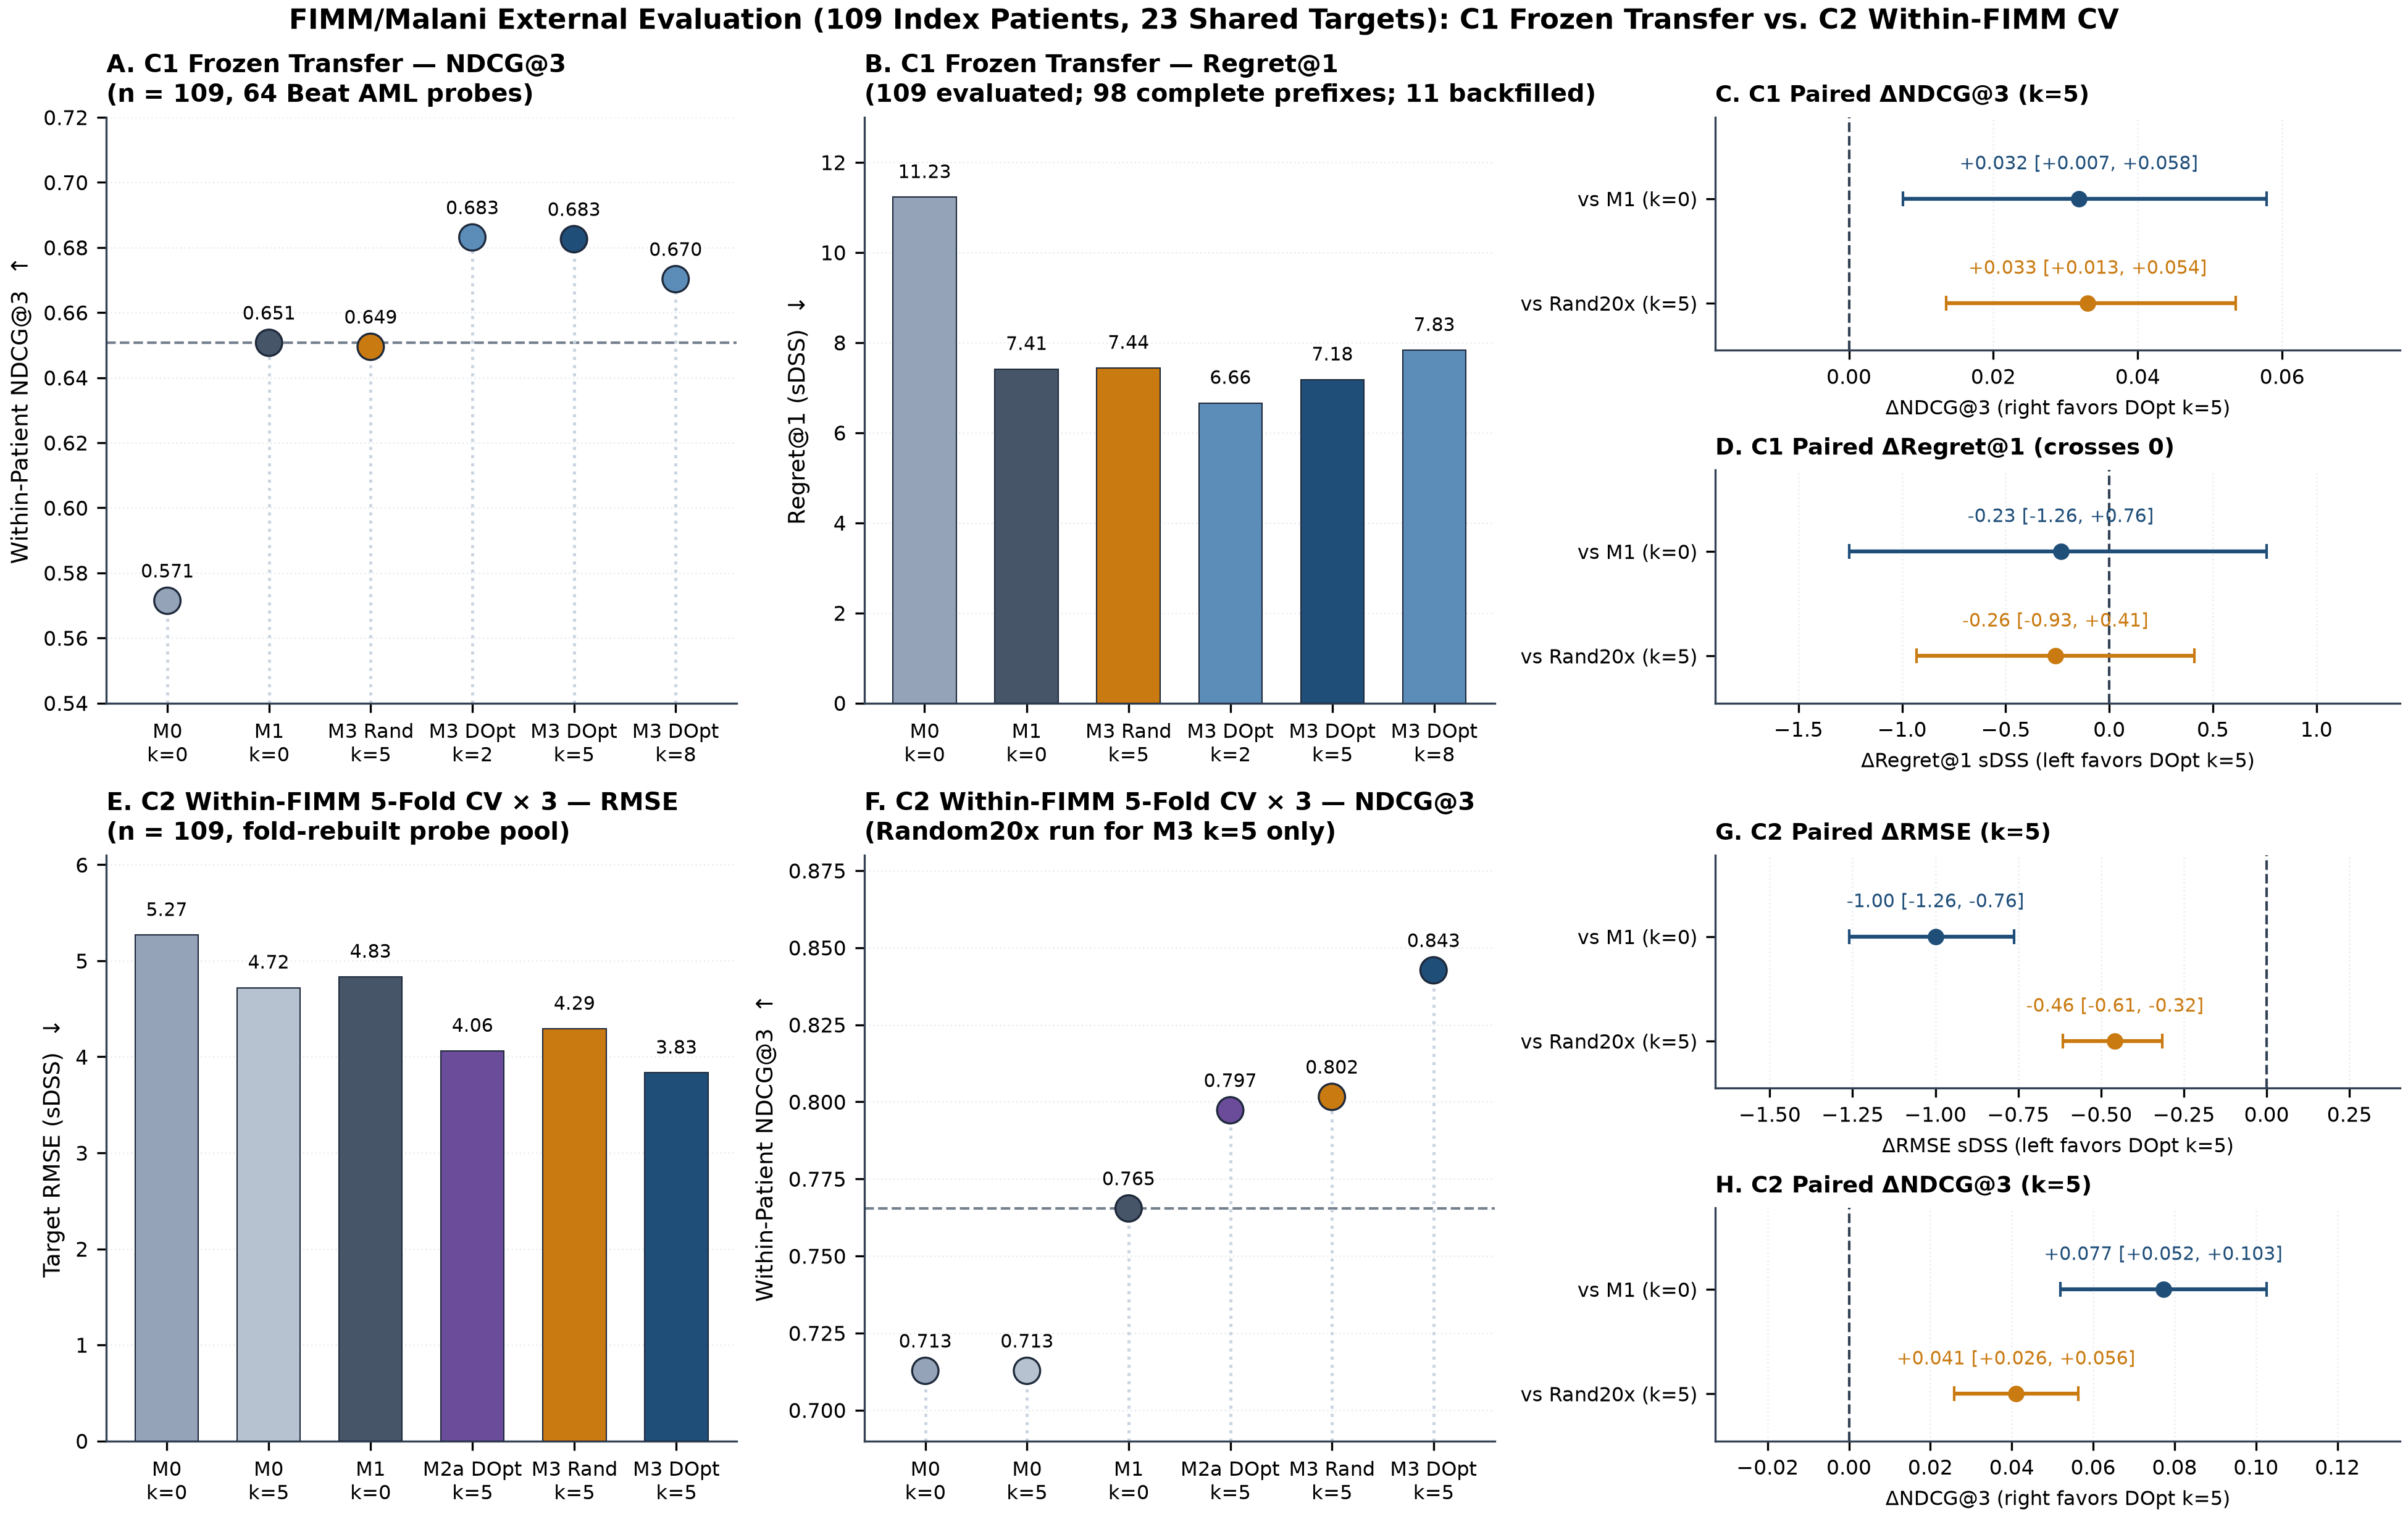 FIMM/Malani External Evaluation (109 Index Patients, 23 Shared Targets): C1 Frozen Transfer vs. C2 Within-FIMM CV
A. C1 Frozen Transfer — NDCG@3
(n = 109, 64 Beat AML probes)
Within-Patient NDCG@3 ↑
0.72
0.70
0.68
0.66
0.64
0.62
0.60
0.58
0.56
0.54
0.571
0.651
0.649
0.683
0.683
0.670
M0
k=0
M1
k=0
M3 Rand
k=5
M3 DOpt
k=2
M3 DOpt
k=5
M3 DOpt
k=8
B. C1 Frozen Transfer — Regret@1
(109 evaluated; 98 complete prefixes; 11 backfilled)
Regret@1 (sDSS) ↓
12
10
8
6
4
2
0
11.23
7.41
7.44
6.66
7.18
7.83
M0
k=0
M1
k=0
M3 Rand
k=5
M3 DOpt
k=2
M3 DOpt
k=5
M3 DOpt
k=8
C. C1 Paired ΔNDCG@3 (k=5)
+0.032 [+0.007, +0.058]
vs M1 (k=0)
+0.033 [+0.013, +0.054]
vs Rand20x (k=5)
0.00
0.02
0.04
0.06
ΔNDCG@3 (right favors DOpt k=5)
D. C1 Paired ΔRegret@1 (crosses 0)
-0.23 [-1.26, +0.76]
vs M1 (k=0)
-0.26 [-0.93, +0.41]
vs Rand20x (k=5)
−1.5
−1.0
−0.5
0.0
0.5
1.0
ΔRegret@1 sDSS (left favors DOpt k=5)
E. C2 Within-FIMM 5-Fold CV × 3 — RMSE
(n = 109, fold-rebuilt probe pool)
Target RMSE (sDSS) ↓
6
5
4
3
2
1
0
5.27
4.72
4.83
4.06
4.29
3.83
M0
k=0
M0
k=5
M1
k=0
M2a DOpt
k=5
M3 Rand
k=5
M3 DOpt
k=5
F. C2 Within-FIMM 5-Fold CV × 3 — NDCG@3
(Random20x run for M3 k=5 only)
Within-Patient NDCG@3 ↑
0.875
0.850
0.825
0.800
0.775
0.750
0.725
0.700
0.713
0.713
0.765
0.797
0.802
0.843
M0
k=0
M0
k=5
M1
k=0
M2a DOpt
k=5
M3 Rand
k=5
M3 DOpt
k=5
G. C2 Paired ΔRMSE (k=5)
-1.00 [-1.26, -0.76]
vs M1 (k=0)
-0.46 [-0.61, -0.32]
vs Rand20x (k=5)
−1.50
−1.25
−1.00
−0.75
−0.50
−0.25
0.00
0.25
ΔRMSE sDSS (left favors DOpt k=5)
H. C2 Paired ΔNDCG@3 (k=5)
+0.077 [+0.052, +0.103]
vs M1 (k=0)
+0.041 [+0.026, +0.056]
vs Rand20x (k=5)
−0.02
0.00
0.02
0.04
0.06
0.08
0.10
0.12
ΔNDCG@3 (right favors DOpt k=5)